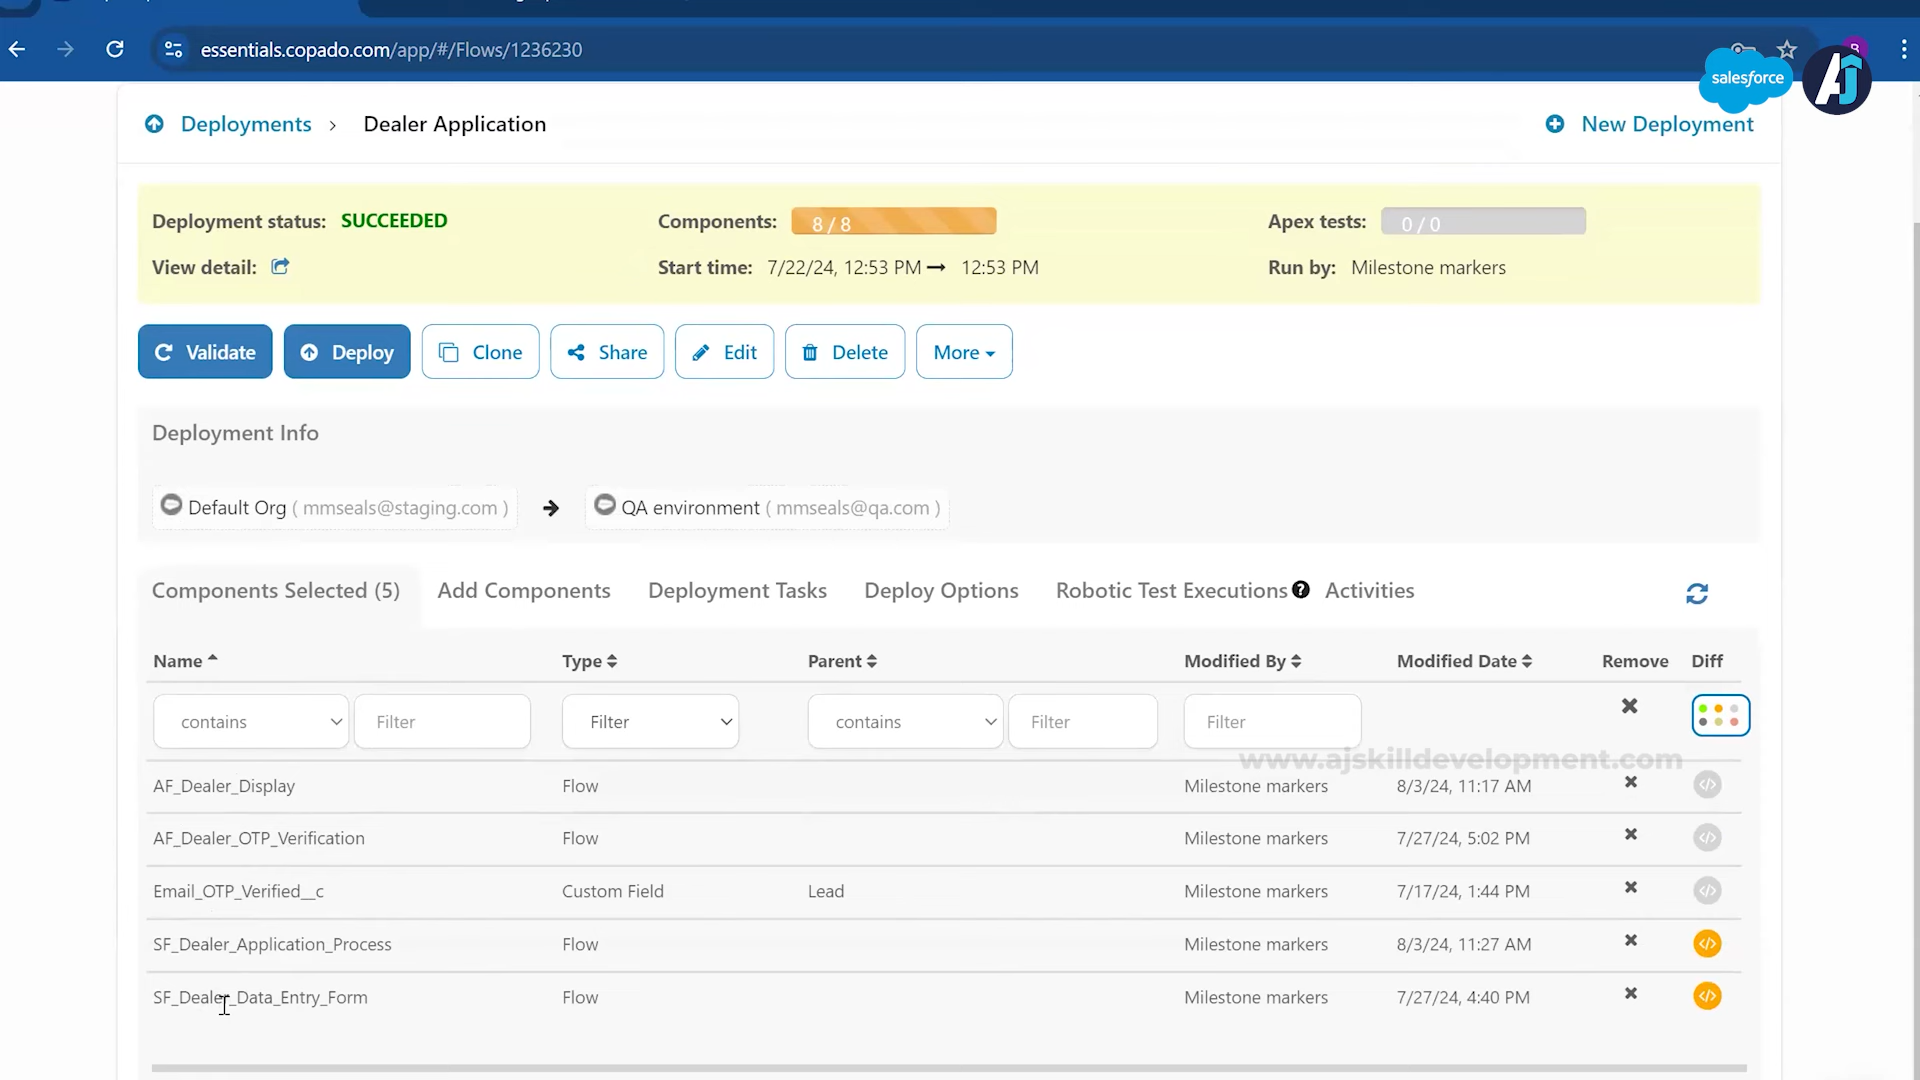 essentials.copado.com/app/#/Flows/1236230
B
salesforce
AJ
Deployments > Dealer Application
New Deployment
Deployment status: SUCCEEDED
Components: 8 / 8
Apex tests: 0 / 0
View detail:
Start time: 7/22/24, 12:53 PM → 12:53 PM
Run by: Milestone markers
Validate Deploy Clone Share Edit Delete More
Deployment Info
Default Org ( mmseals@staging.com ) → QA environment ( mmseals@qa.com )
Components Selected (5) Add Components Deployment Tasks Deploy Options Robotic Test Executions ? Activities
Name Type Parent Modified By Modified Date Remove Diff
contains Filter Filter contains Filter Filter
www.ajskilldevelopment.com
AF_Dealer_Display Flow Milestone markers 8/3/24, 11:17 AM
AF_Dealer_OTP_Verification Flow Milestone markers 7/27/24, 5:02 PM
Email_OTP_Verified__c Custom Field Lead Milestone markers 7/17/24, 1:44 PM
SF_Dealer_Application_Process Flow Milestone markers 8/3/24, 11:27 AM
SF_Dealer_Data_Entry_Form Flow Milestone markers 7/27/24, 4:40 PM